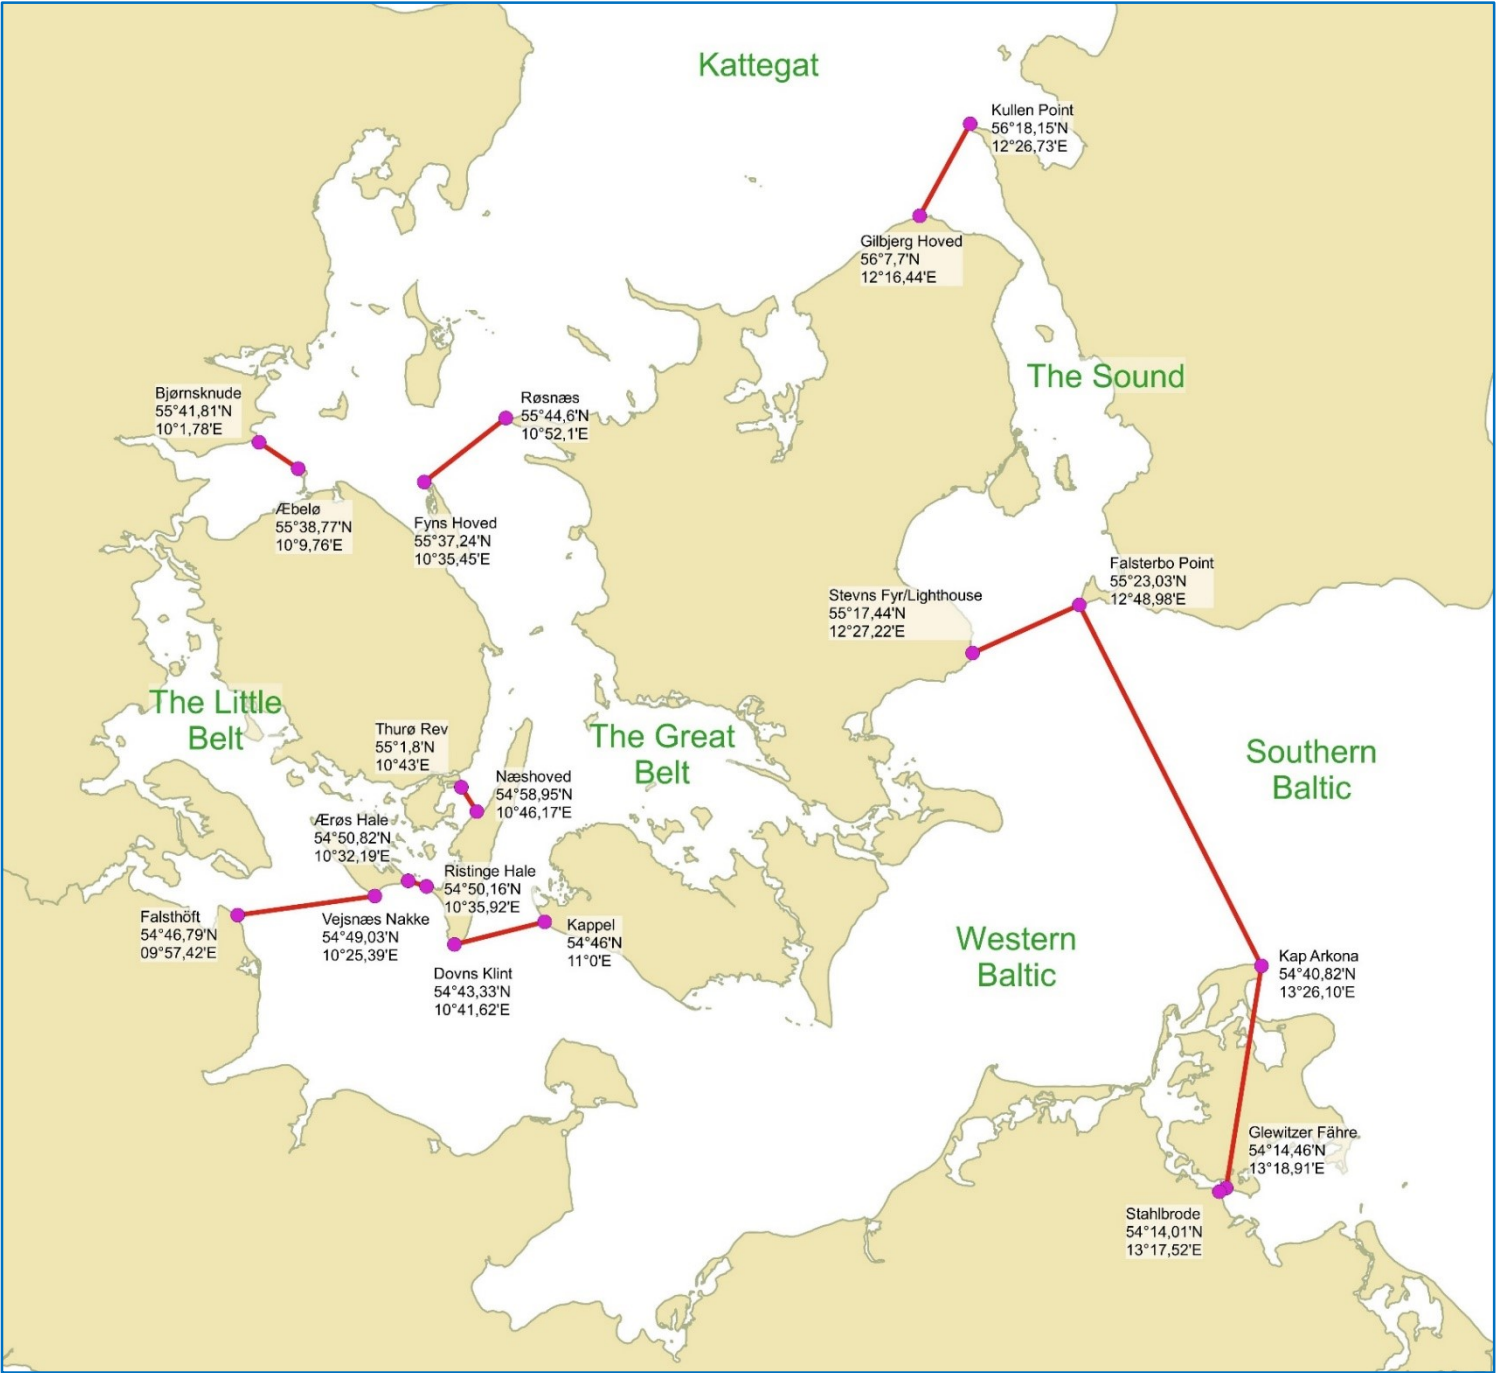 Kattegat
Kullen Point
56°18,15'N
12°26,73'E
Gilbjerg Hoved
56°7,7'N
12°16,44'E
The Sound
Bjørnsknude
55°41,81'N
10°1,78'E
Røsnæs
55°44,6'N
10°52,1'E
Æbelø
55°38,77'N
10°9,76'E
Fyns Hoved
55°37,24'N
10°35,45'E
Falsterbo Point
55°23,03'N
12°48,98'E
Stevns Fyr/Lighthouse
55°17,44'N
12°27,22'E
The Little
Belt
Thurø Rev
55°1,8'N
10°43'E
The Great
Belt
Southern
Baltic
Næshoved
54°58,95'N
10°46,17'E
Ærøs Hale
54°50,82'N
10°32,19'E
Ristinge Hale
54°50,16'N
10°35,92'E
Falsthöft
54°46,79'N
09°57,42'E
Vejsnæs Nakke
54°49,03'N
10°25,39'E
Kappel
54°46'N
11°0'E
Dovns Klint
54°43,33'N
10°41,62'E
Western
Baltic
Kap Arkona
54°40,82'N
13°26,10'E
Glewitzer Fähre
54°14,46'N
13°18,91'E
Stahlbrode
54°14,01'N
13°17,52'E